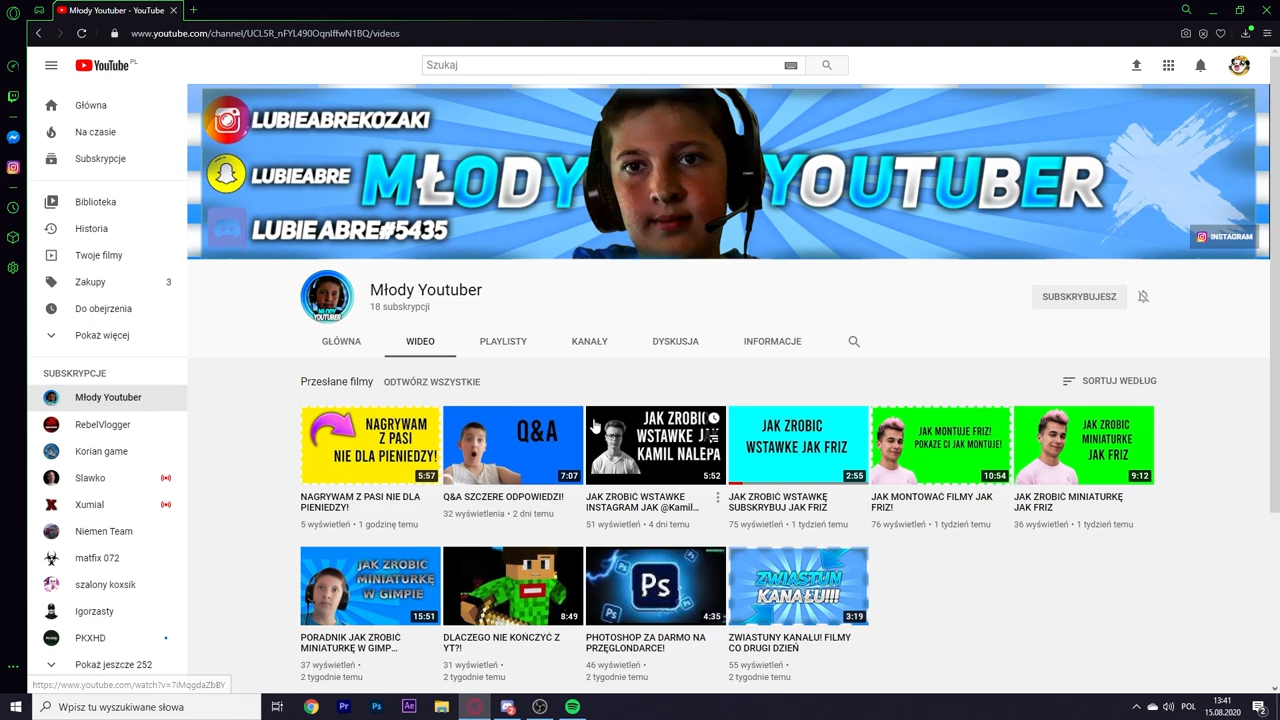 Młody Youtuber - YouTube
www.youtube.com/channel/UCL5R_nFYL490OqnIffwN1BQ/videos
YouTube PL
Szukaj
Główna
Na czasie
Subskrypcje
Biblioteka
Historia
Twoje filmy
Zakupy 3
Do obejrzenia
Pokaż więcej
SUBSKRYPCJE
Młody Youtuber
RebelVlogger
Korian game
Slawko
Xumial
Niemen Team
matfix 072
szalony koxsik
Igorzasty
PKXHD
Pokaż jeszcze 252
https://www.youtube.com/watch?v=7iMqgdaZbBY
LUBIEABREKOZAKI
LUBIEABRE
LUBIE ABRE#5435
MŁODY YOUTUBER
INSTAGRAM
MŁODY
YOUTUBER
Młody Youtuber
18 subskrypcji
SUBSKRYBUJESZ
GŁÓWNA WIDEO PLAYLISTY KANAŁY DYSKUSJA INFORMACJE
Przesłane filmy ODTWÓRZ WSZYSTKIE
SORTUJ WEDŁUG
NAGRYWAM
Z PASI
NIE DLA PIENIEDZY!
5:57
NAGRYWAM Z PASI NIE DLA
PIENIEDZY!
5 wyświetleń • 1 godzinę temu
Q&A
7:07
Q&A SZCZERE ODPOWIEDZI!
32 wyświetlenia • 2 dni temu
JAK ZROBIĆ
WSTAWKE JAK
KAMIL NALEPA
5:52
JAK ZROBIĆ WSTAWKE
INSTAGRAM JAK @Kamil...
51 wyświetleń • 4 dni temu
JAK ZROBIC
WSTAWKE JAK FRIZ
2:55
JAK ZROBIĆ WSTAWKĘ
SUBSKRYBUJ JAK FRIZ
75 wyświetleń • 1 tydzień temu
JAK MONTUJE FRIZ!
POKAZE CI JAK MONTUJE!
10:54
JAK MONTOWAĆ FILMY JAK
FRIZ!
76 wyświetleń • 1 tydzień temu
JAK ZROBIC
MINIATURKE
JAK FRIZ
9:12
JAK ZROBIĆ MINIATURKĘ
JAK FRIZ
36 wyświetleń • 1 tydzień temu
JAK ZROBIĆ
MINIATURKĘ
W GIMPIE
15:51
PORADNIK JAK ZROBIĆ
MINIATURKĘ W GIMP...
37 wyświetleń •
2 tygodnie temu
8:49
DLACZEGO NIE KOŃCZYĆ Z
YT?!
31 wyświetleń •
2 tygodnie temu
Ps
4:35
PHOTOSHOP ZA DARMO NA
PRZĘGLONDARCE!
46 wyświetleń •
2 tygodnie temu
ZWIASTUN
KANAŁU!!!
3:19
ZWIASTUNY KANAŁU! FILMY
CO DRUGI DZIEŃ
55 wyświetleń •
2 tygodnie temu
Wpisz tu wyszukiwane słowa
Pr
Ps
Ae
POL
13:41
15.08.2020
2